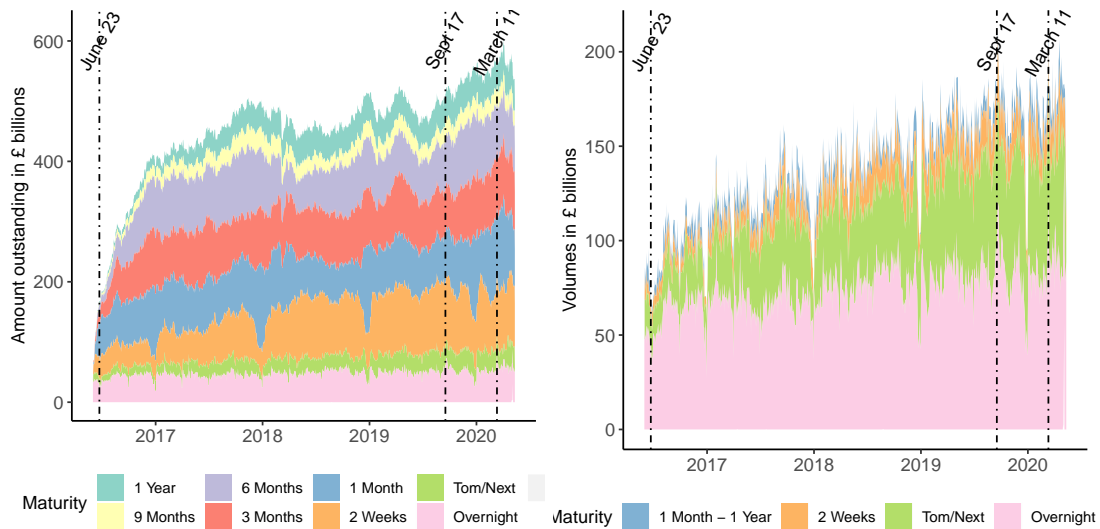 Amount outstanding in £ billions
600
400
200
0
June 23
Sept 17
March 11
2017
2018
2019
2020
Maturity
1 Year
6 Months
1 Month
Tom/Next
9 Months
3 Months
2 Weeks
Overnight
Volumes in £ billions
200
150
100
50
0
June 23
Sept 17
March 11
2017
2018
2019
2020
Maturity
1 Month – 1 Year
2 Weeks
Tom/Next
Overnight